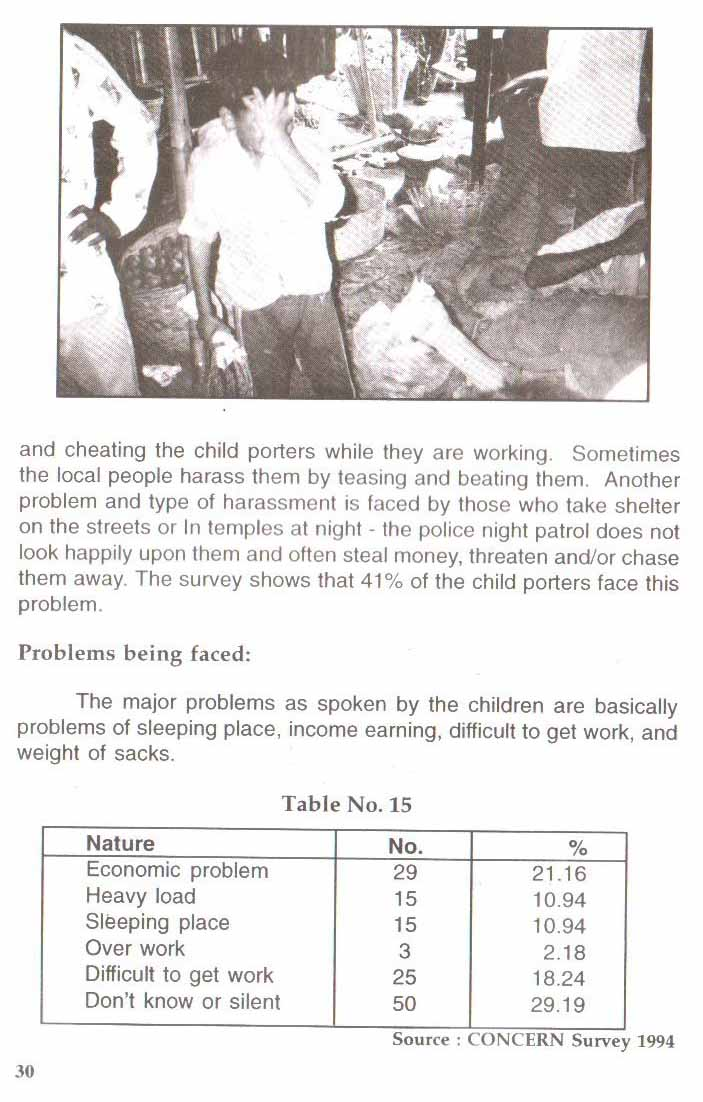 and cheating the child porters while they are working. Sometimes
the local people harass them by teasing and beating them. Another
problem and type of harassment is faced by those who take shelter
on the streets or In temples at night - the police night patrol does not
look happily upon them and often steal money, threaten and/or chase
them away. The survey shows that 41% of the child porters face this
problem.
Problems being faced:
The major problems as spoken by the children are basically
problems of sleeping place, income earning, difficult to get work, and
weight of sacks.
Table No. 15
Nature No. %
Economic problem 29 21.16
Heavy load 15 10.94
Sleeping place 15 10.94
Over work 3 2.18
Difficult to get work 25 18.24
Don't know or silent 50 29.19
Source : CONCERN Survey 1994
30